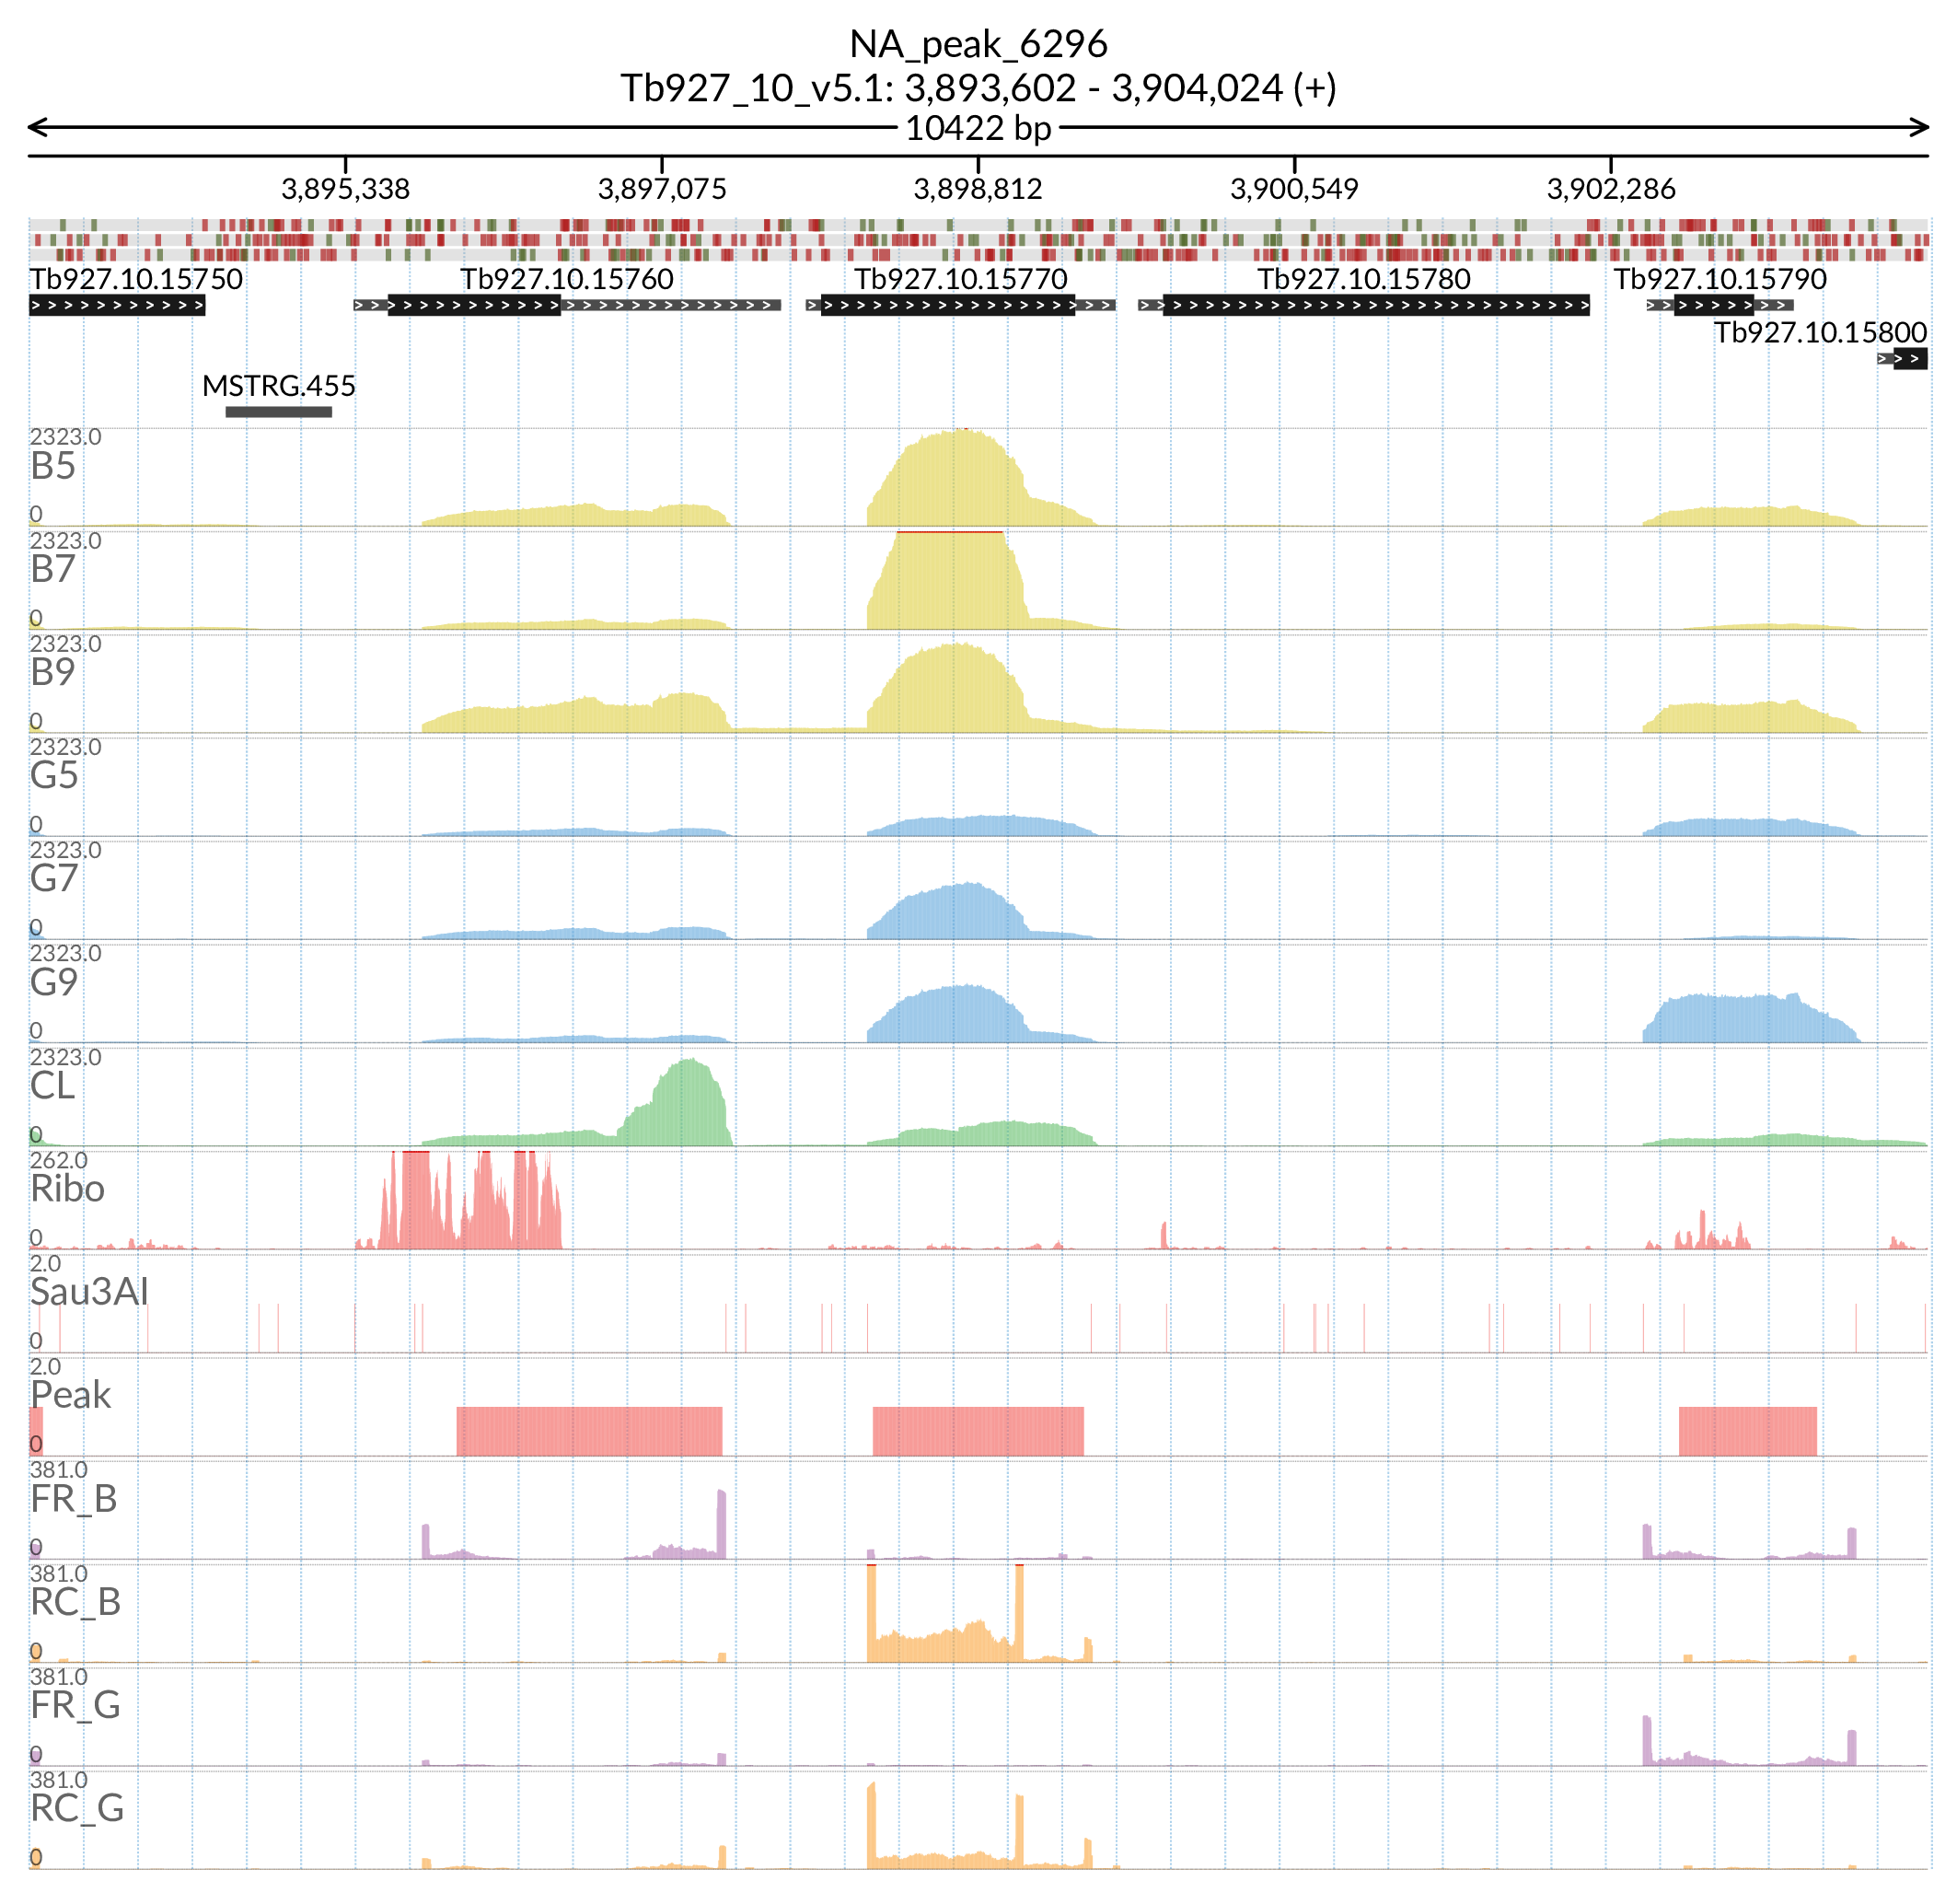 NA_peak_6296
Tb927_10_v5.1: 3,893,602 - 3,904,024 (+)
10422 bp
3,895,338 3,897,075 3,898,812 3,900,549 3,902,286
Tb927.10.15750 Tb927.10.15760 Tb927.10.15770 Tb927.10.15780 Tb927.10.15790
Tb927.10.15800
MSTRG.455
2323.0
B5
0
2323.0
B7
0
2323.0
B9
0
2323.0
G5
0
2323.0
G7
0
2323.0
G9
0
2323.0
CL
0
262.0
Ribo
0
2.0
Sau3AI
0
2.0
Peak
0
381.0
FR_B
0
381.0
RC_B
0
381.0
FR_G
0
381.0
RC_G
0